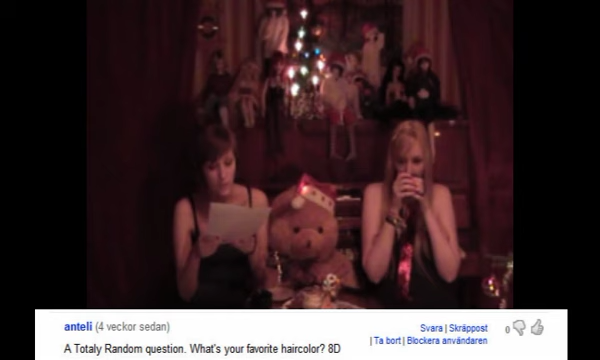 anteli (4 veckor sedan)
Svara | Skräppost
| Ta bort | Blockera användaren
0
A Totaly Random question. What's your favorite haircolor? 8D